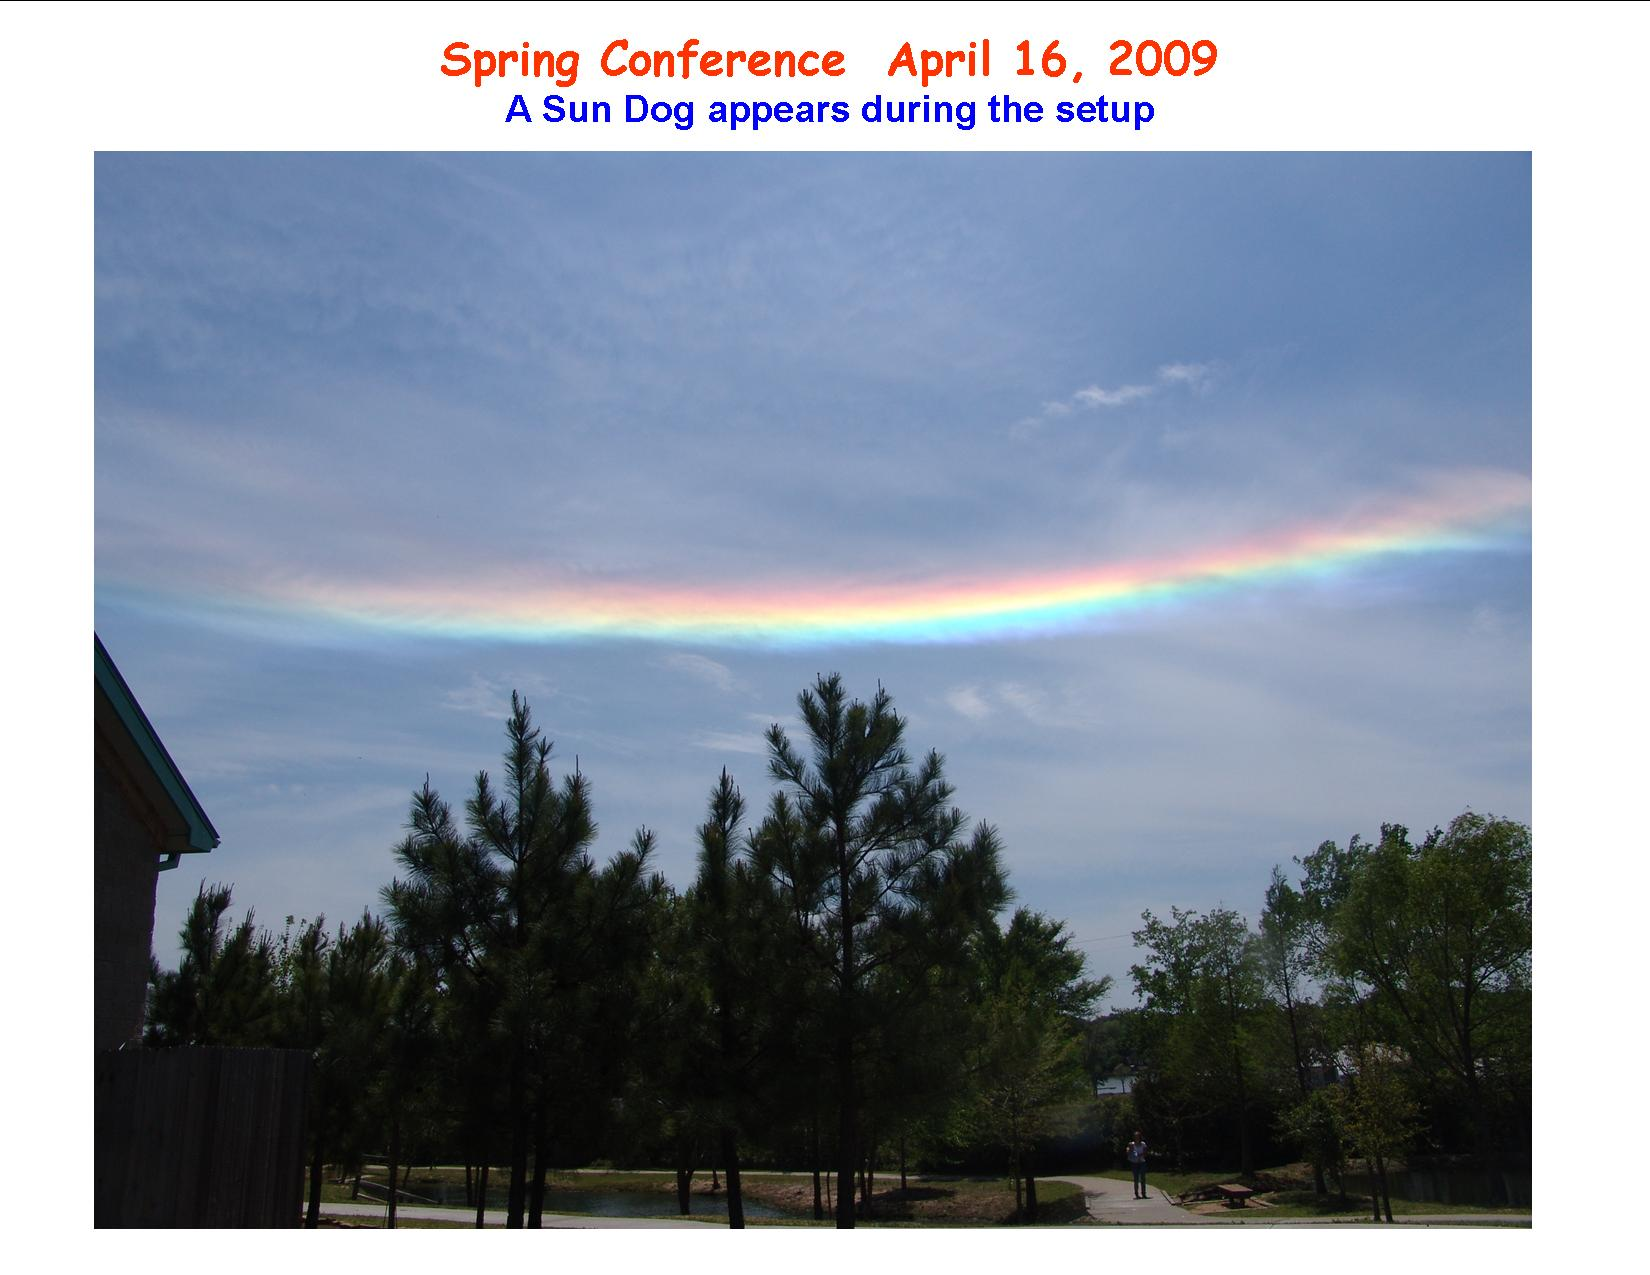 Spring Conference  April 16, 2009
A Sun Dog appears during the setup